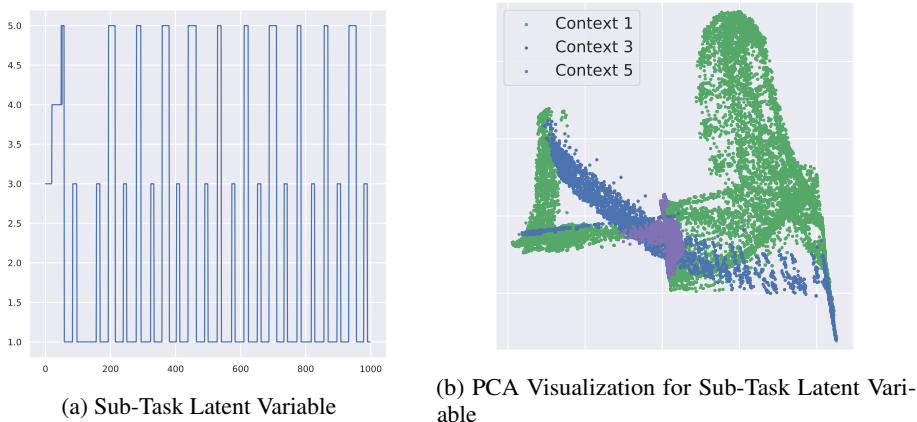 5.0
4.5
4.0
3.5
3.0
2.5
2.0
1.5
1.0
0 200 400 600 800 1000
(a) Sub-Task Latent Variable
Context 1
Context 3
Context 5
(b) PCA Visualization for Sub-Task Latent Vari-
able